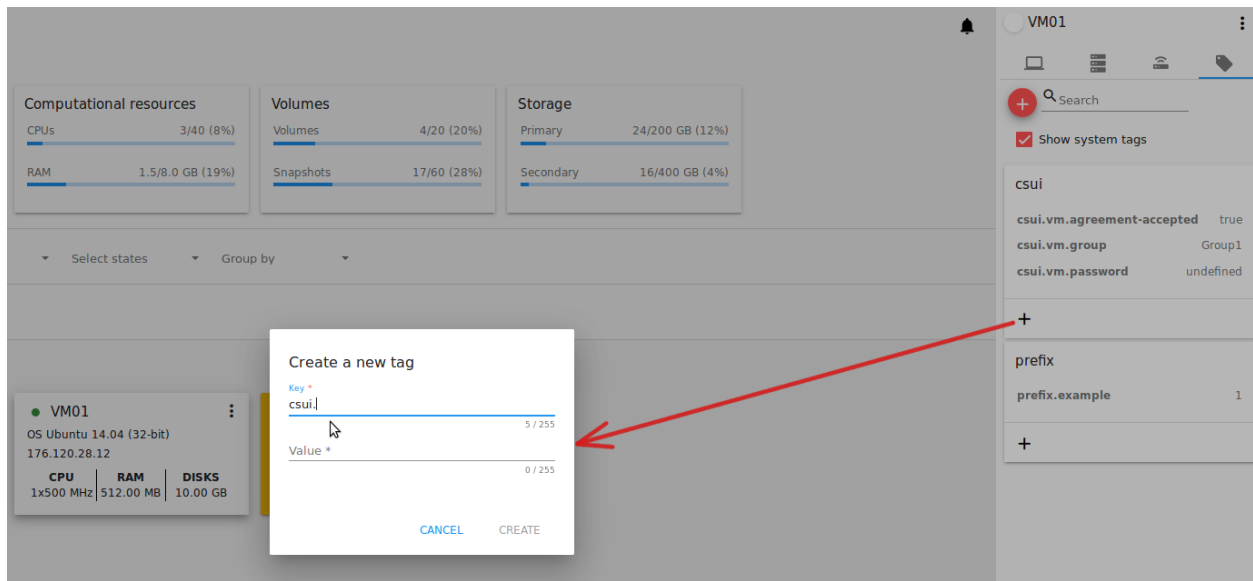 VM01
Search
Show system tags
csui
csui.vm.agreement-accepted true
csui.vm.group Group1
csui.vm.password undefined
+
prefix
prefix.example 1
+
Computational resources
CPUs 3/40 (8%)
RAM 1.5/8.0 GB (19%)
Volumes
Volumes 4/20 (20%)
Snapshots 17/60 (28%)
Storage
Primary 24/200 GB (12%)
Secondary 16/400 GB (4%)
Select states
Group by
Create a new tag
Key *
csui.
5 / 255
Value *
0 / 255
CANCEL CREATE
VM01
OS Ubuntu 14.04 (32-bit)
176.120.28.12
CPU RAM DISKS
1x500 MHz 512.00 MB 10.00 GB